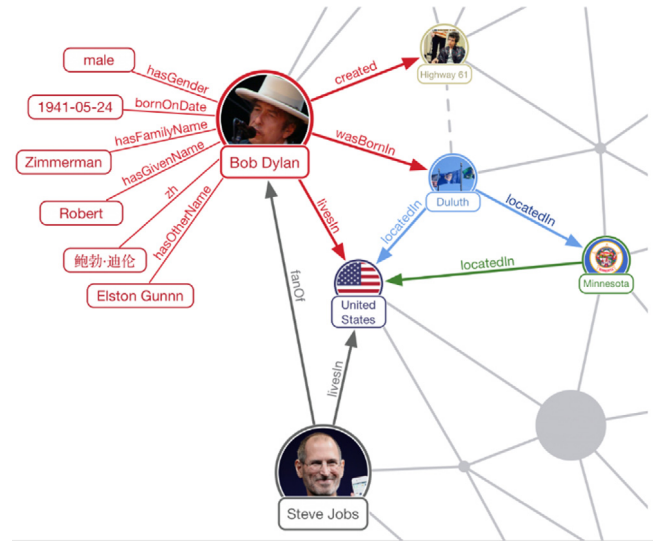 male
hasGender
1941-05-24
bornOnDate
Zimmerman
hasFamilyName
Robert
hasGivenName
鲍勃·迪伦
zh
Elston Gunnn
hasOtherName
Bob Dylan
created
Highway 61
wasBornIn
Duluth
livesIn
locatedIn
locatedIn
locatedIn
Minnesota
United
States
fanOf
livesIn
Steve Jobs